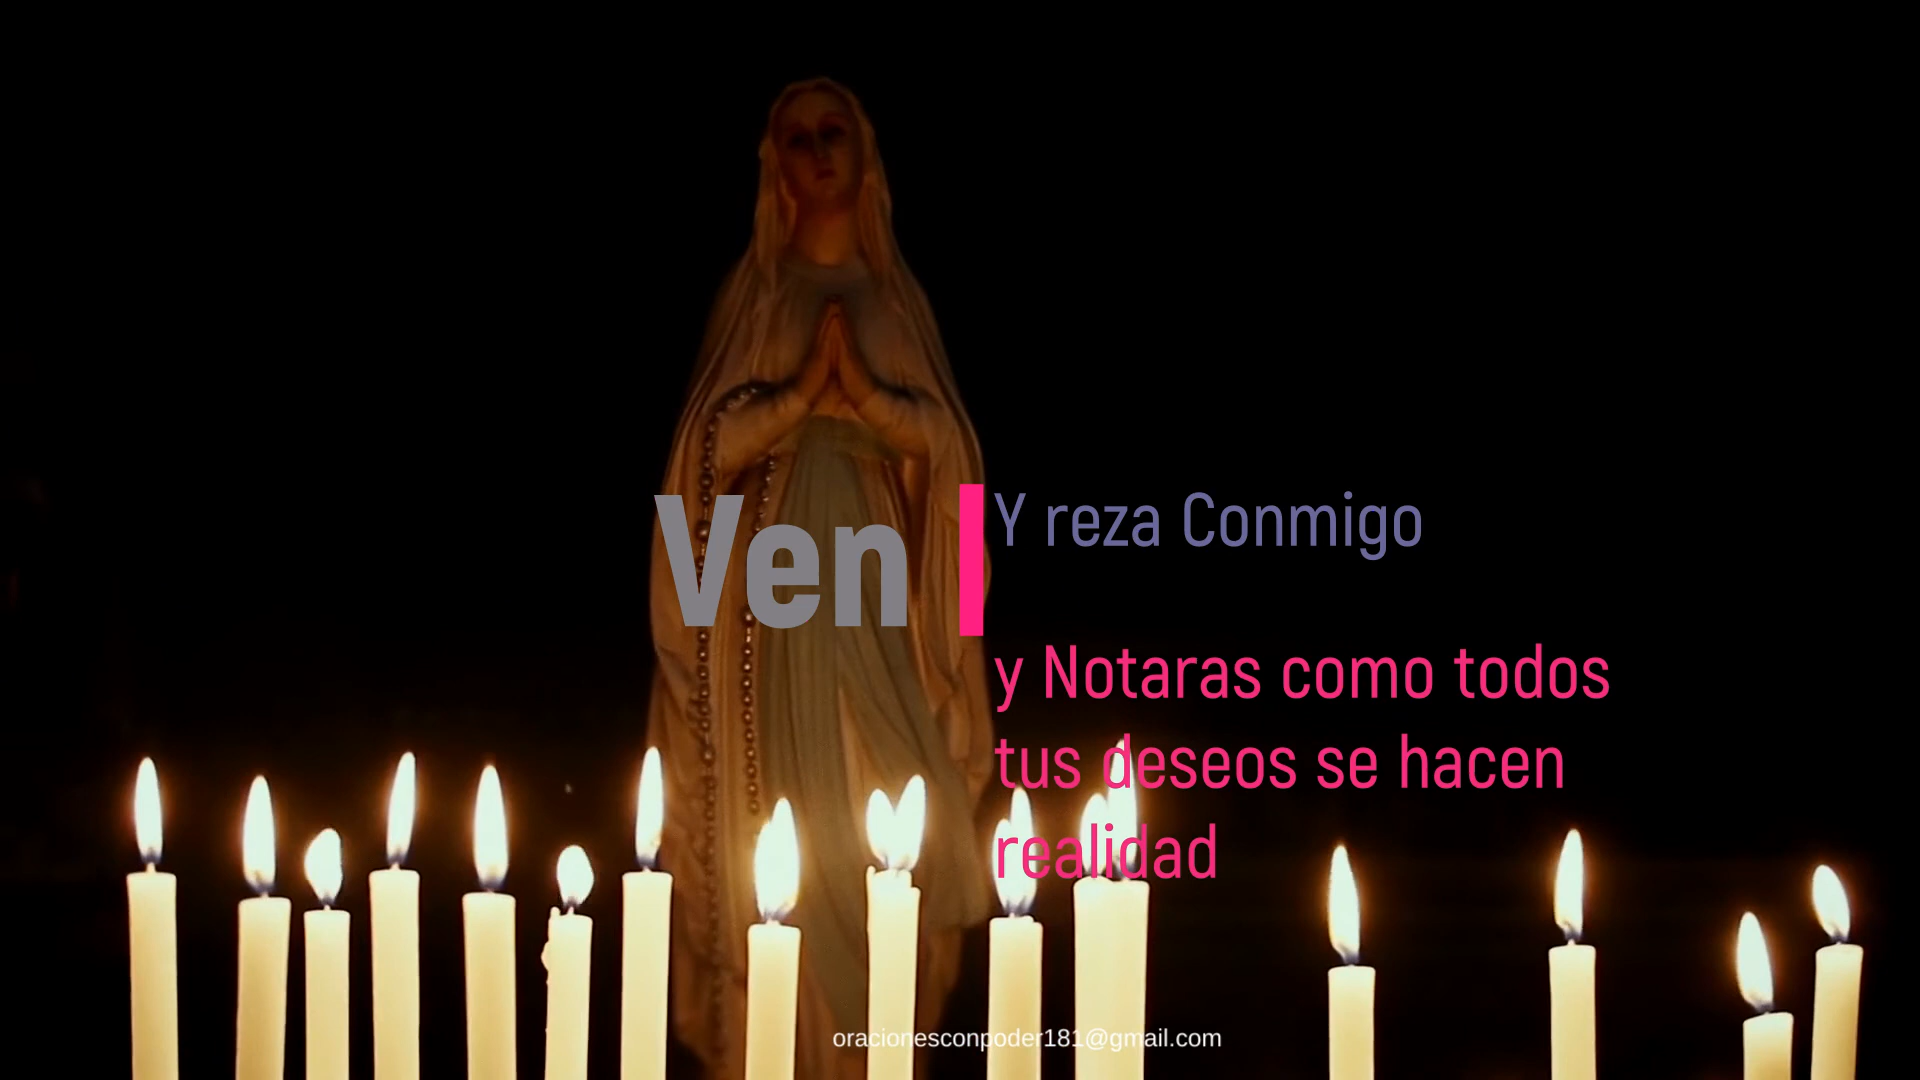 Ven
Y reza Conmigo
y Notaras como todos
tus deseos se hacen
realidad
oracionesconpoder181@gmail.com